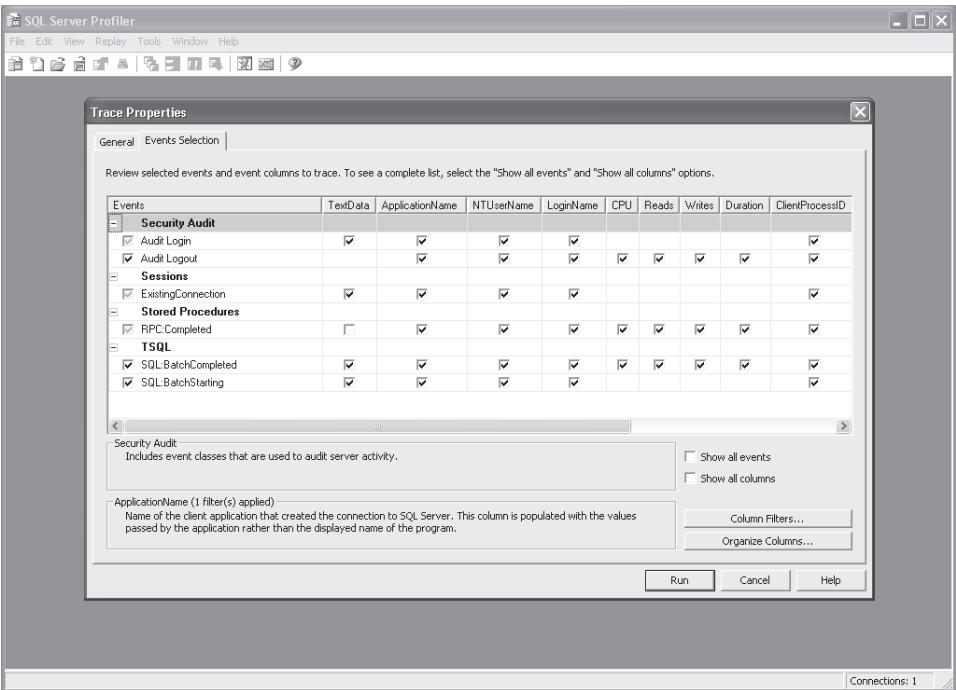 SQL Server Profiler
File Edit View Replay Tools Window Help
Trace Properties
General Events Selection
Review selected events and event columns to trace. To see a complete list, select the "Show all events" and "Show all columns" options.
Events TextData ApplicationName NTUserName LoginName CPU Reads Writes Duration ClientProcessID
Security Audit
Audit Login
Audit Logout
Sessions
ExistingConnection
Stored Procedures
RPC:Completed
TSQL
SQL:BatchCompleted
SQL:BatchStarting
Security Audit
Includes event classes that are used to audit server activity.
Show all events
Show all columns
ApplicationName (1 filter(s) applied)
Name of the client application that created the connection to SQL Server. This column is populated with the values
passed by the application rather than the displayed name of the program.
Column Filters...
Organize Columns...
Run Cancel Help
Connections: 1